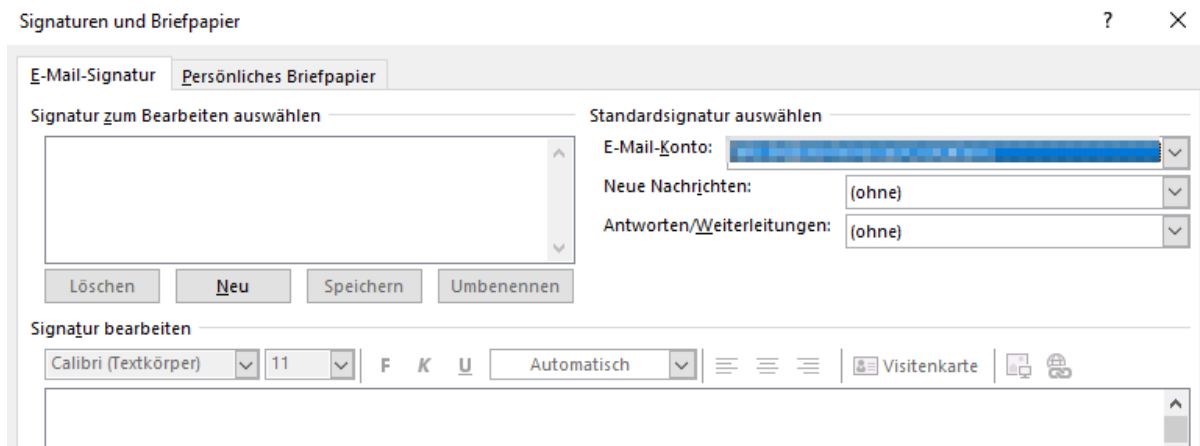 Signaturen und Briefpapier ?
E-Mail-Signatur Persönliches Briefpapier
Signatur zum Bearbeiten auswählen
Standardsignatur auswählen
E-Mail-Konto:
Neue Nachrichten: (ohne)
Antworten/Weiterleitungen: (ohne)
Löschen Neu Speichern Umbenennen
Signatur bearbeiten
Calibri (Textkörper) 11 F K U Automatisch Visitenkarte